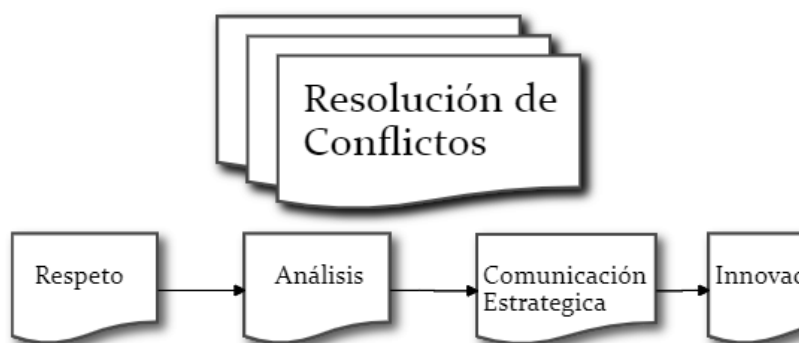 Resolución de
Conflictos
Respeto
Análisis
Comunicación
Estrategica